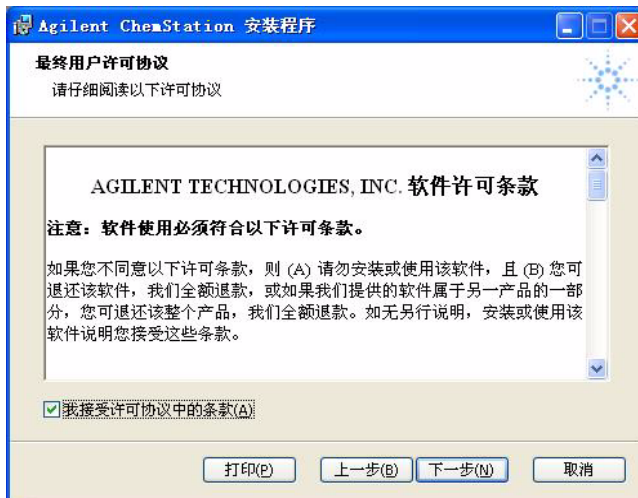 Agilent ChemStation 安装程序
最终用户许可协议
请仔细阅读以下许可协议
AGILENT TECHNOLOGIES, INC. 软件许可条款
注意：软件使用必须符合以下许可条款。
如果您不同意以下许可条款，则 (A) 请勿安装或使用该软件，且 (B) 您可
退还该软件，我们全额退款，或如果我们提供的软件属于另一产品的一部
分，您可退还该整个产品，我们全额退款。如无另行说明，安装或使用该
软件说明您接受这些条款。
我接受许可协议中的条款(A)
打印(P) 上一步(B) 下一步(N) 取消